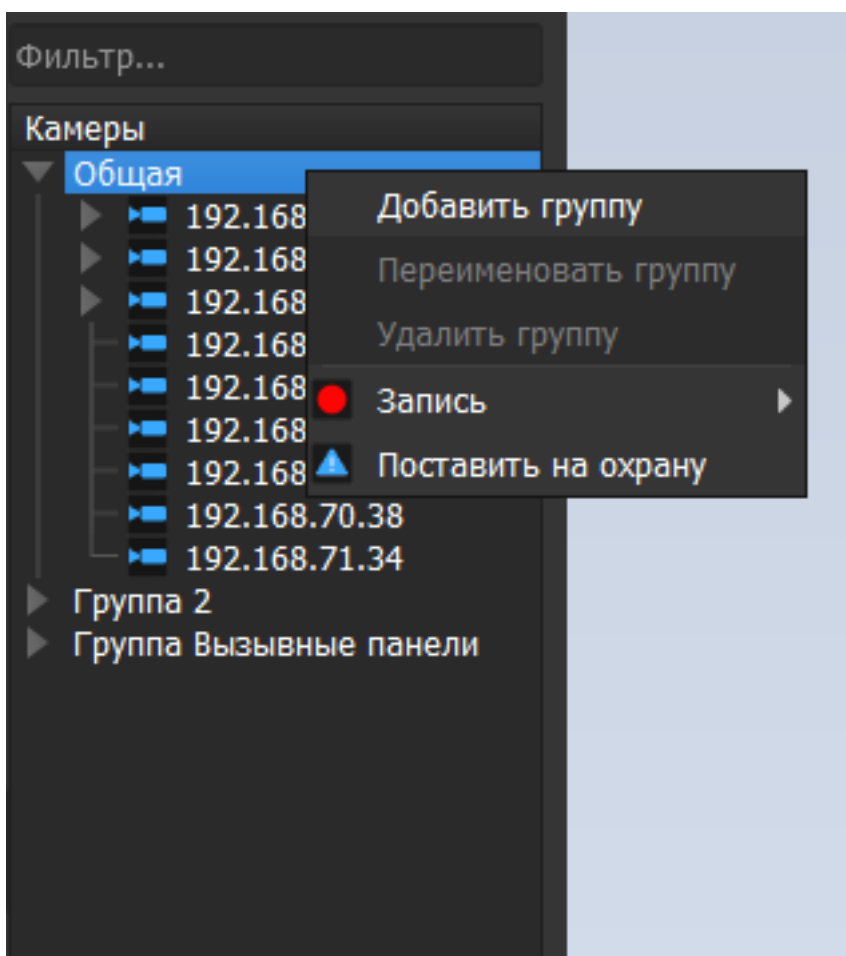 Фильтр...
Камеры
Общая
Добавить группу
Переименовать группу
Удалить группу
Запись
Поставить на охрану
192.168
192.168
192.168
192.168
192.168
192.168
192.168
192.168.70.38
192.168.71.34
Группа 2
Группа Вызывные панели